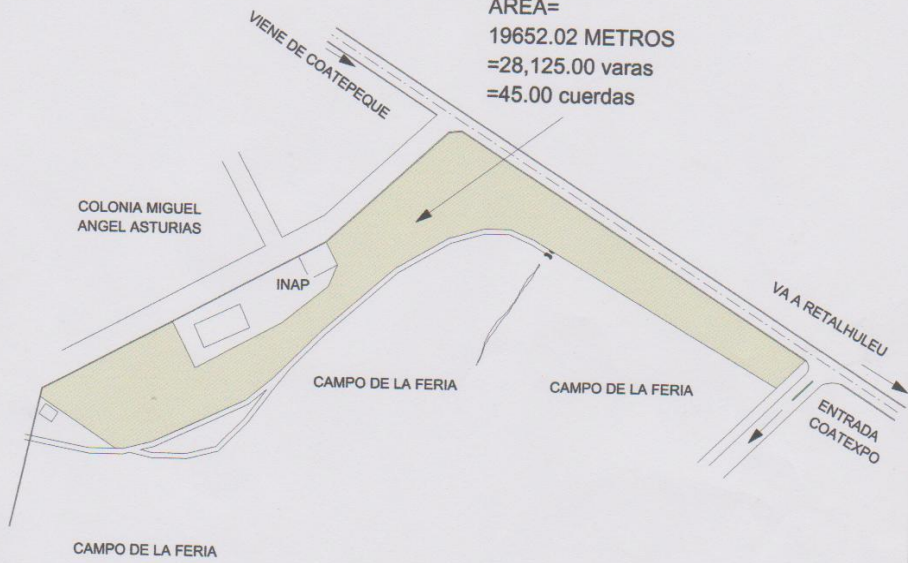 AREA=
19652.02 METROS
=28,125.00 varas
=45.00 cuerdas
VIENE DE COATEPEQUE
COLONIA MIGUEL
ANGEL ASTURIAS
INAP
VA A RETALHULEU
CAMPO DE LA FERIA
CAMPO DE LA FERIA
ENTRADA
COATEXPO
CAMPO DE LA FERIA